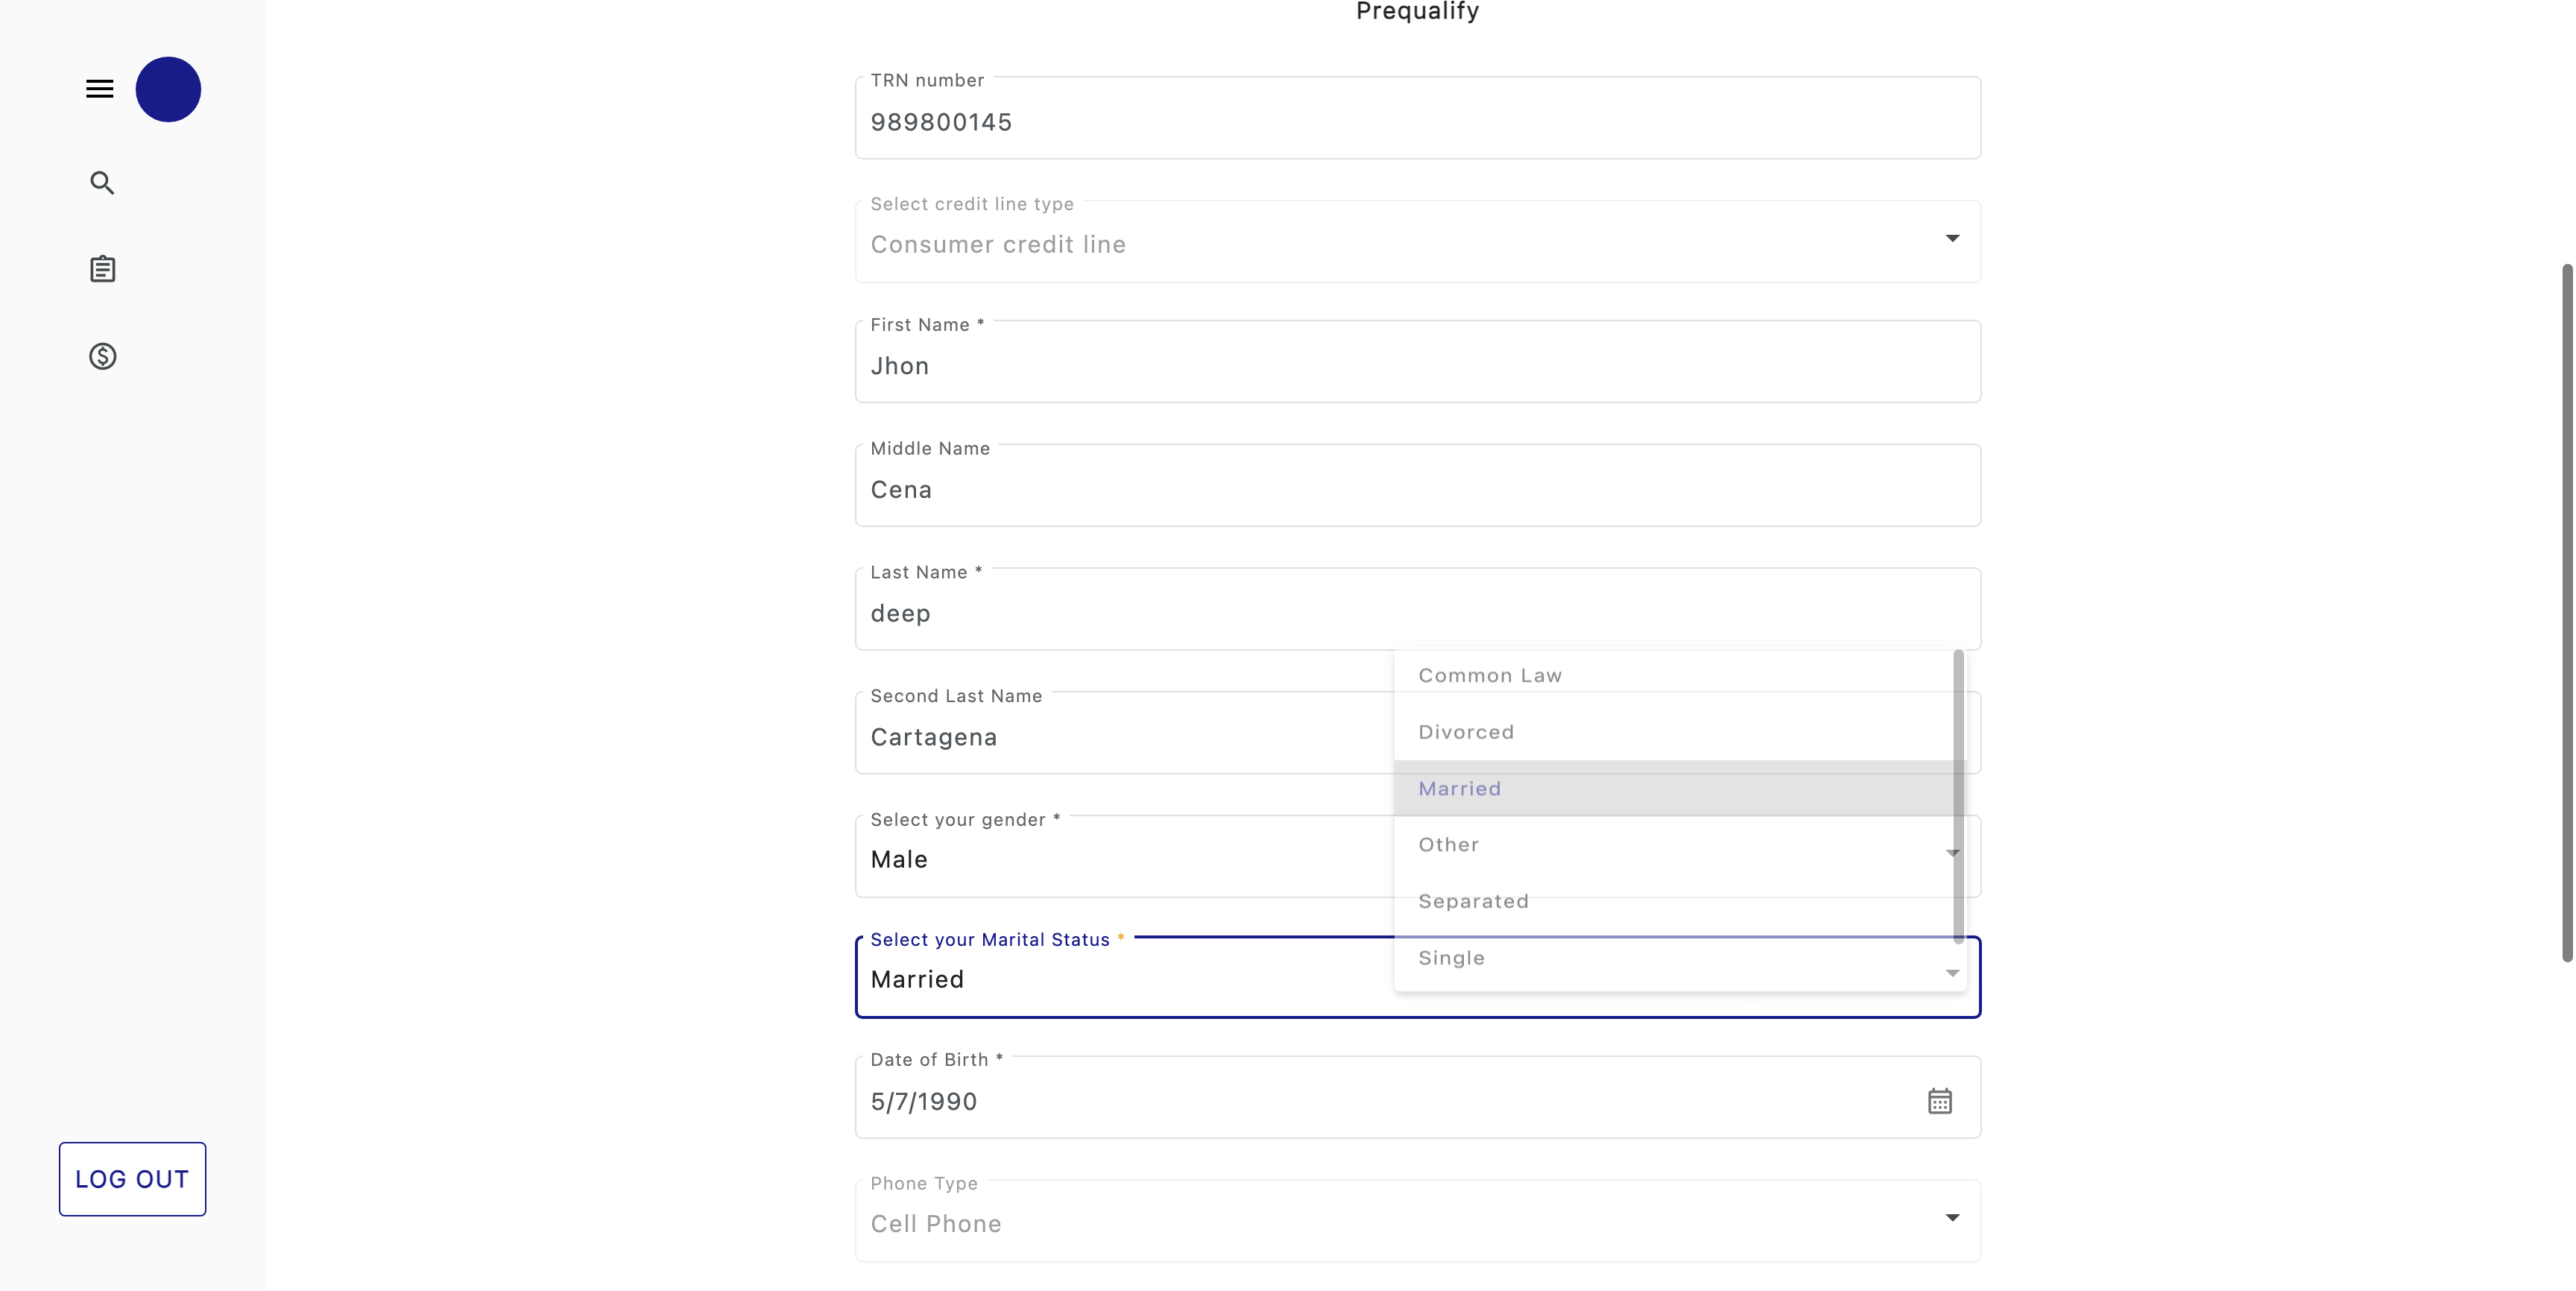 Prequalify
TRN number
989800145
Select credit line type
Consumer credit line
First Name *
Jhon
Middle Name
Cena
Last Name *
deep
Second Last Name
Cartagena
Select your gender *
Male
Select your Marital Status *
Married
Common Law
Divorced
Married
Other
Separated
Single
Date of Birth *
5/7/1990
Phone Type
Cell Phone
LOG OUT